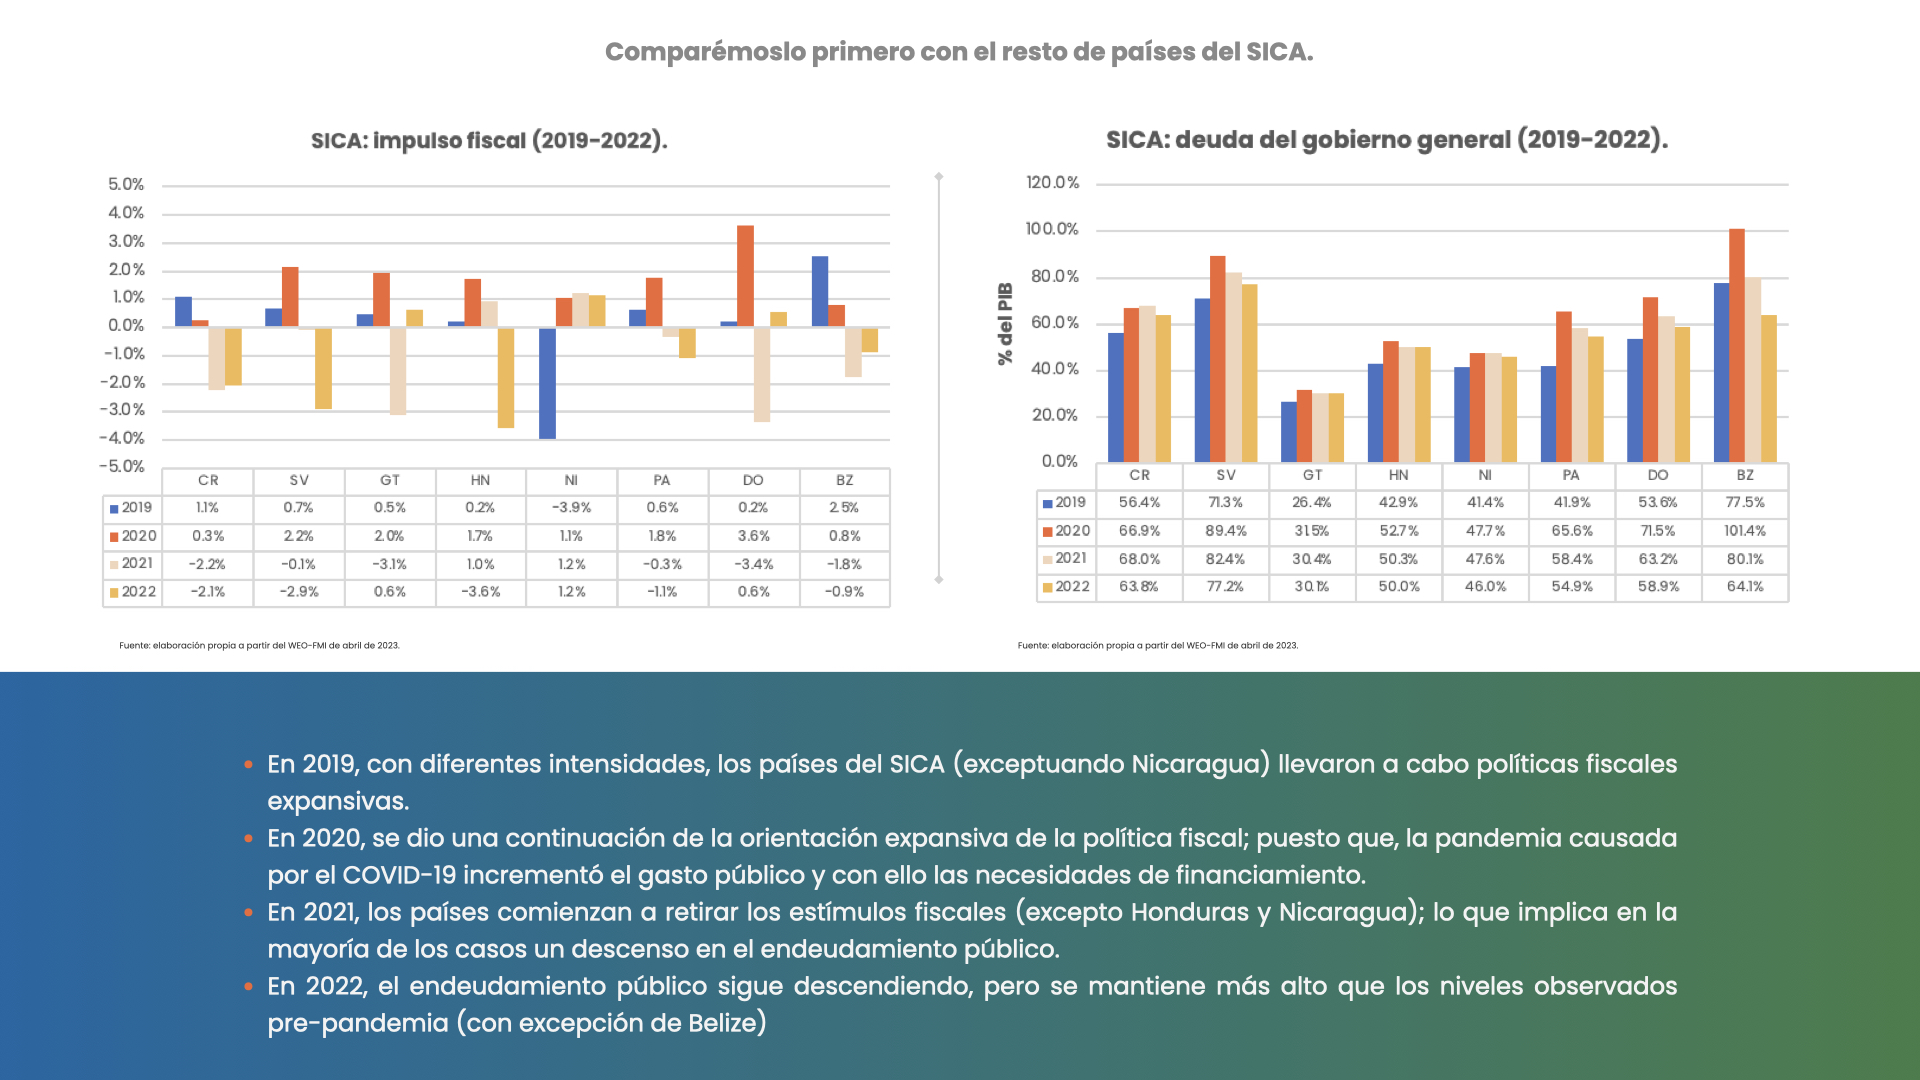 Comparémoslo primero con el resto de países del SICA.
SICA: impulso fiscal (2019-2022).
5.0%
4.0%
3.0%
2.0%
1.0%
0.0%
-1.0%
-2.0%
-3.0%
-4.0%
-5.0%
CR SV GT HN NI PA DO BZ
2019 1.1% 0.7% 0.5% 0.2% -3.9% 0.6% 0.2% 2.5%
2020 0.3% 2.2% 2.0% 1.7% 1.1% 1.8% 3.6% 0.8%
2021 -2.2% -0.1% -3.1% 1.0% 1.2% -0.3% -3.4% -1.8%
2022 -2.1% -2.9% 0.6% -3.6% 1.2% -1.1% 0.6% -0.9%
Fuente: elaboración propia a partir del WEO-FMI de abril de 2023.
SICA: deuda del gobierno general (2019-2022).
% del PIB
120.0%
100.0%
80.0%
60.0%
40.0%
20.0%
0.0%
CR SV GT HN NI PA DO BZ
2019 56.4% 71.3% 26.4% 42.9% 41.4% 41.9% 53.6% 77.5%
2020 66.9% 89.4% 31.5% 52.7% 47.7% 65.6% 71.5% 101.4%
2021 68.0% 82.4% 30.4% 50.3% 47.6% 58.4% 63.2% 80.1%
2022 63.8% 77.2% 30.1% 50.0% 46.0% 54.9% 58.9% 64.1%
Fuente: elaboración propia a partir del WEO-FMI de abril de 2023.
• En 2019, con diferentes intensidades, los países del SICA (exceptuando Nicaragua) llevaron a cabo políticas fiscales
expansivas.
• En 2020, se dio una continuación de la orientación expansiva de la política fiscal; puesto que, la pandemia causada
por el COVID-19 incrementó el gasto público y con ello las necesidades de financiamiento.
• En 2021, los países comienzan a retirar los estímulos fiscales (excepto Honduras y Nicaragua); lo que implica en la
mayoría de los casos un descenso en el endeudamiento público.
• En 2022, el endeudamiento público sigue descendiendo, pero se mantiene más alto que los niveles observados
pre-pandemia (con excepción de Belize)